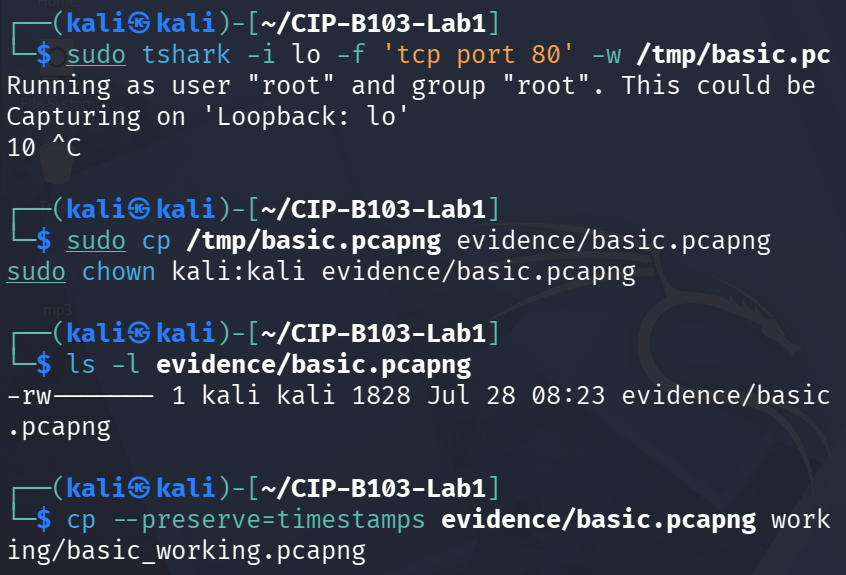 ┌──(kali㉿kali)-[~/CIP-B103-Lab1]
└─$ sudo tshark -i lo -f 'tcp port 80' -w /tmp/basic.pc
Running as user "root" and group "root". This could be
Capturing on 'Loopback: lo'
10 ^C
┌──(kali㉿kali)-[~/CIP-B103-Lab1]
└─$ sudo cp /tmp/basic.pcapng evidence/basic.pcapng
sudo chown kali:kali evidence/basic.pcapng
┌──(kali㉿kali)-[~/CIP-B103-Lab1]
└─$ ls -l evidence/basic.pcapng
-rw------- 1 kali kali 1828 Jul 28 08:23 evidence/basic
.pcapng
┌──(kali㉿kali)-[~/CIP-B103-Lab1]
└─$ cp --preserve=timestamps evidence/basic.pcapng work
ing/basic_working.pcapng